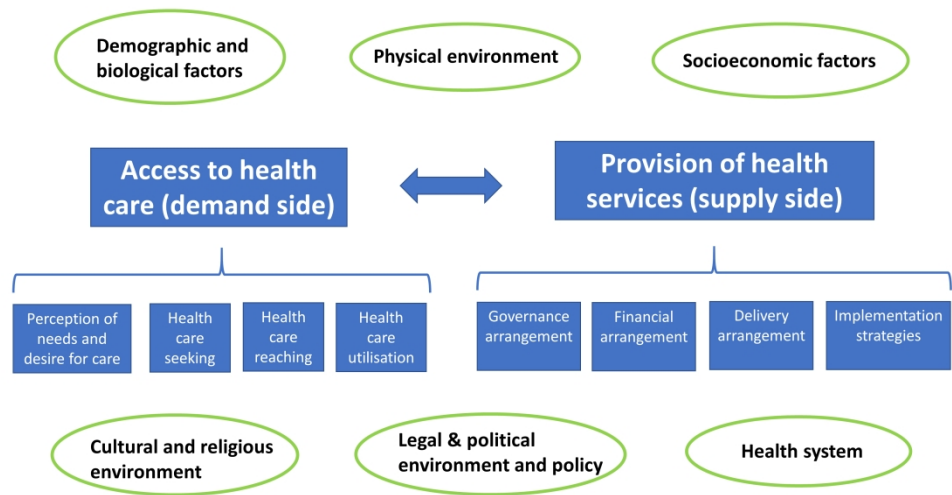 Demographic and
biological factors
Physical environment
Socioeconomic factors
Access to health
care (demand side)
Provision of health
services (supply side)
Perception of
needs and
desire for care
Health
care
seeking
Health
care
reaching
Health
care
utilisation
Governance
arrangement
Financial
arrangement
Delivery
arrangement
Implementation
strategies
Cultural and religious
environment
Legal & political
environment and policy
Health system